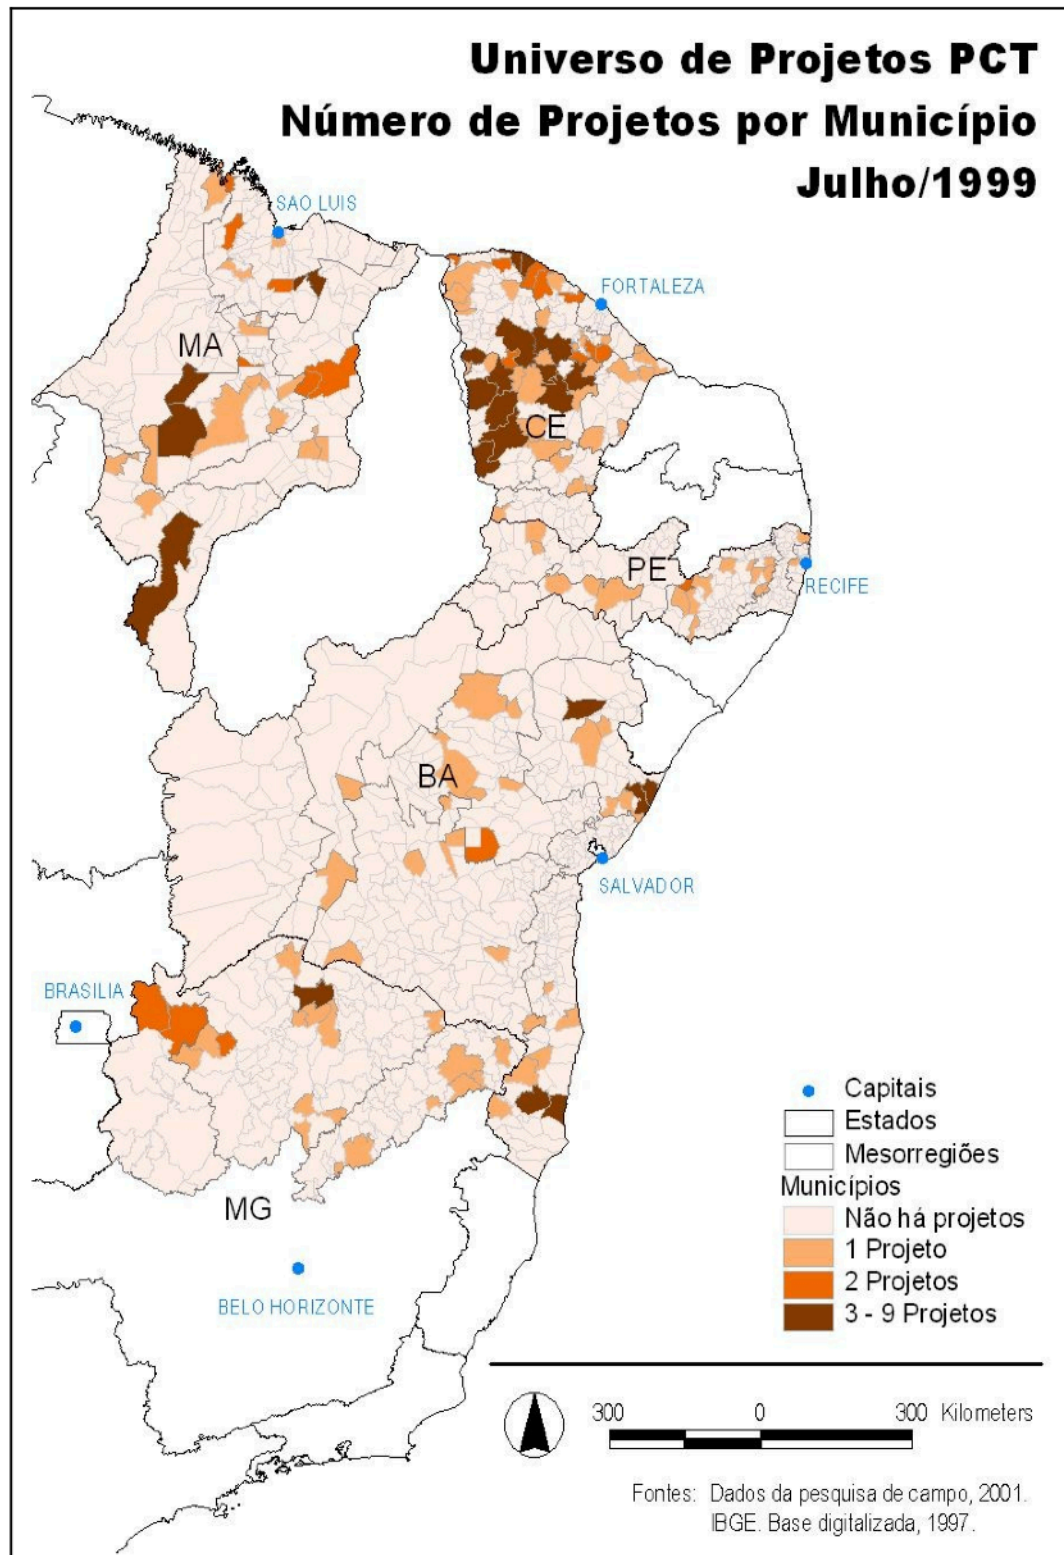 Universo de Projetos PCT
Número de Projetos por Município
Julho/1999
SAO LUIS
FORTALEZA
MA
CE
PE
RECIFE
BA
SALVADOR
BRASILIA
MG
BELO HORIZONTE
Capitais
Estados
Mesorregiões
Municípios
Não há projetos
1 Projeto
2 Projetos
3 - 9 Projetos
300 0 300 Kilometers
Fontes: Dados da pesquisa de campo, 2001.
IBGE. Base digitalizada, 1997.